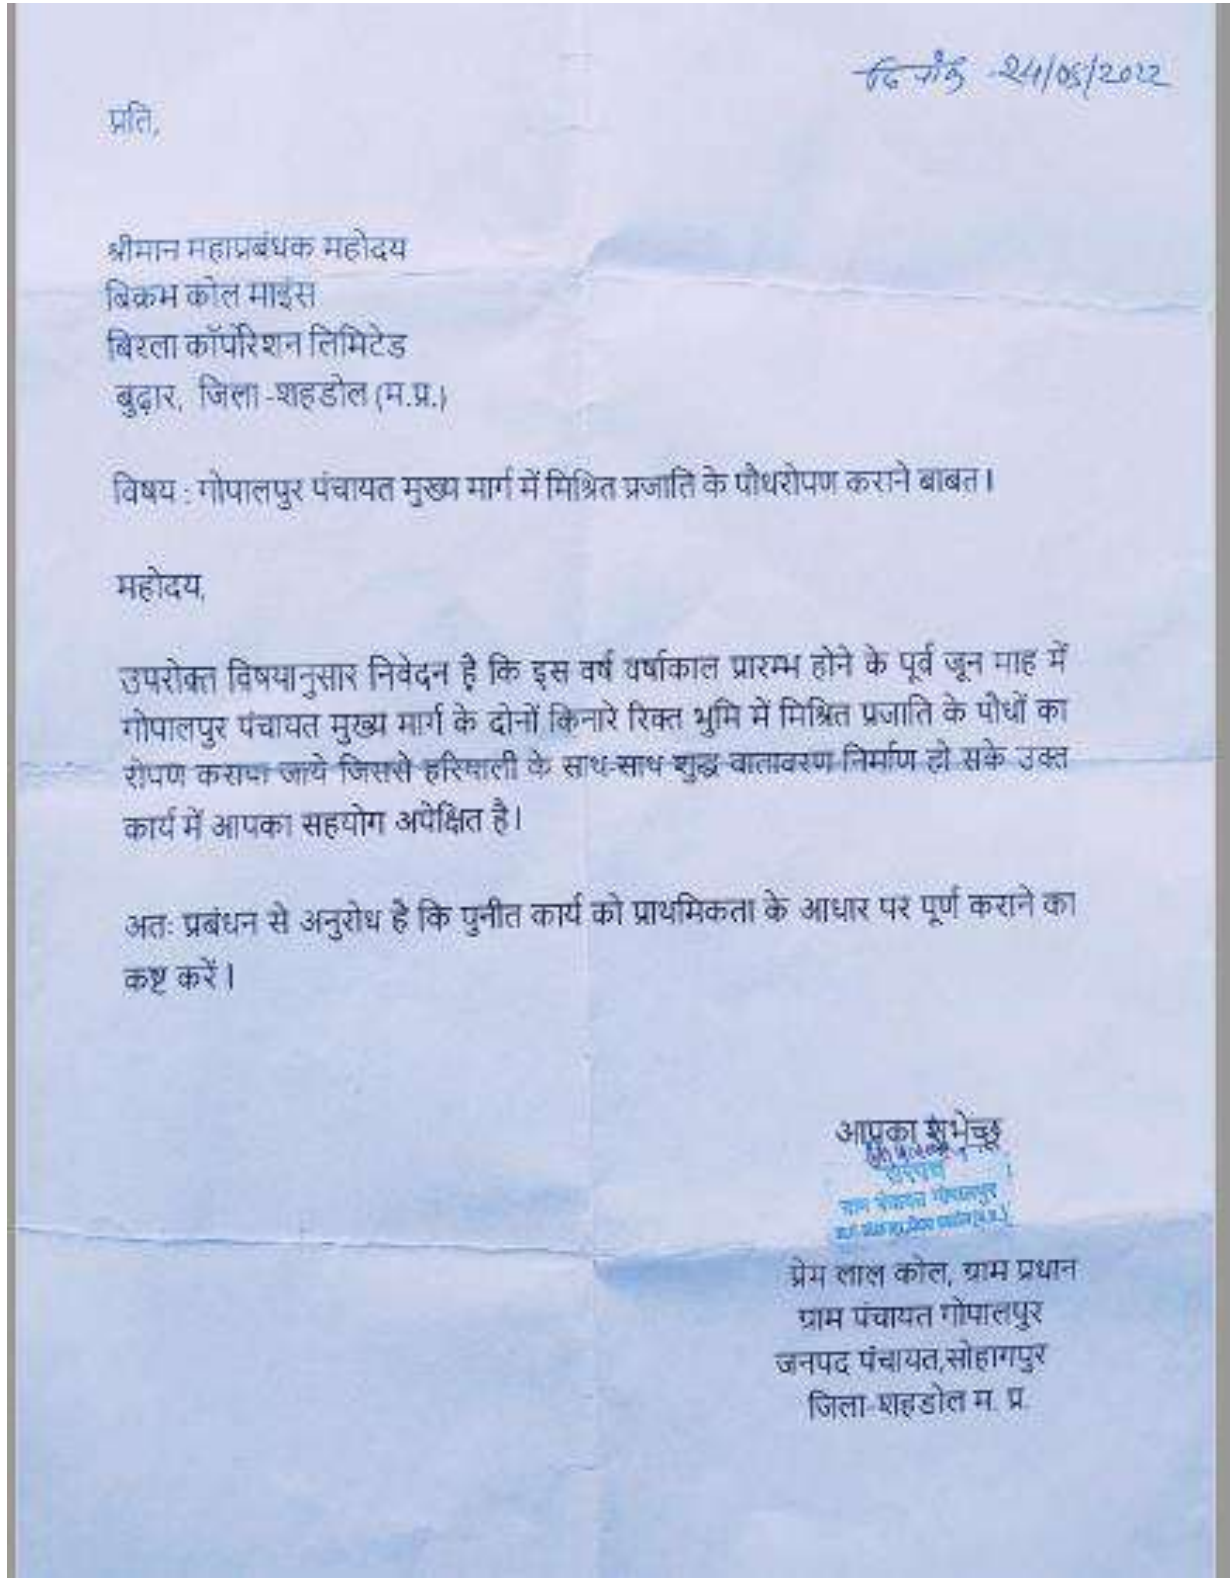 दिनांक 24/05/2022
प्रति,
श्रीमान महाप्रबंधक महोदय
बिक्रम कोल माइंस
बिरला कॉर्पोरेशन लिमिटेड
बुढ़ार, जिला-शहडोल (म.प्र.)
विषय : गोपालपुर पंचायत मुख्य मार्ग में मिश्रित प्रजाति के पौधरोपण कराने बाबत।
महोदय,
उपरोक्त विषयानुसार निवेदन है कि इस वर्ष वर्षाकाल प्रारम्भ होने के पूर्व जून माह में
गोपालपुर पंचायत मुख्य मार्ग के दोनों किनारे रिक्त भूमि में मिश्रित प्रजाति के पौधों का
रोपण कराया जाये जिससे हरियाली के साथ-साथ शुद्ध वातावरण निर्माण हो सके उक्त
कार्य में आपका सहयोग अपेक्षित है।
अतः प्रबंधन से अनुरोध है कि पुनीत कार्य को प्राथमिकता के आधार पर पूर्ण कराने का
कष्ट करें।
आपका शुभेच्छु
सरपंच
ग्राम पंचायत गोपालपुर
प्रेम लाल कोल, ग्राम प्रधान
ग्राम पंचायत गोपालपुर
जनपद पंचायत,सोहागपुर
जिला-शहडोल म. प्र.